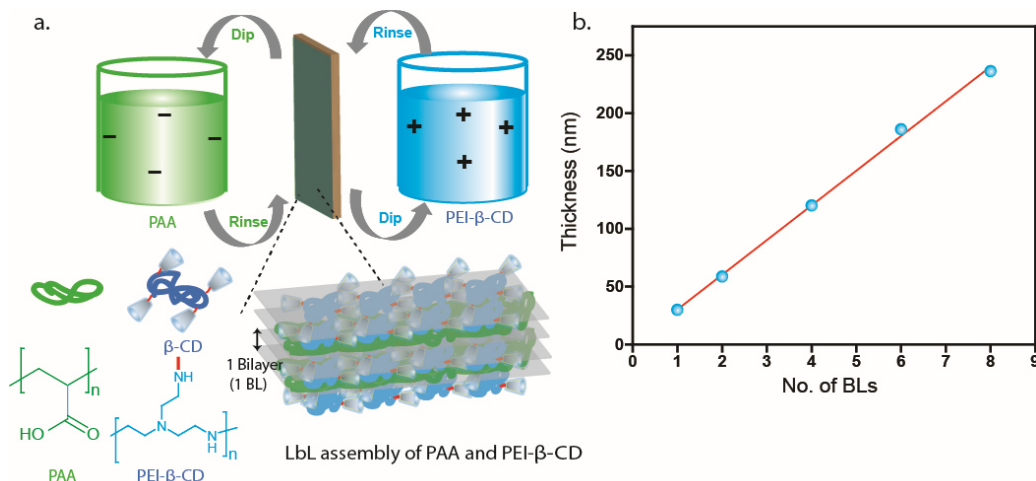 a.
Dip
Rinse
− − − −
+ + + +
PAA
Rinse
Dip
PEI-β-CD
β-CD
NH
1 Bilayer
(1 BL)
n
HO
O
N
N
H
n
PAA
PEI-β-CD
LbL assembly of PAA and PEI-β-CD
b.
Thickness (nm)
250
200
150
100
50
0
0 1 2 3 4 5 6 7 8 9
No. of BLs